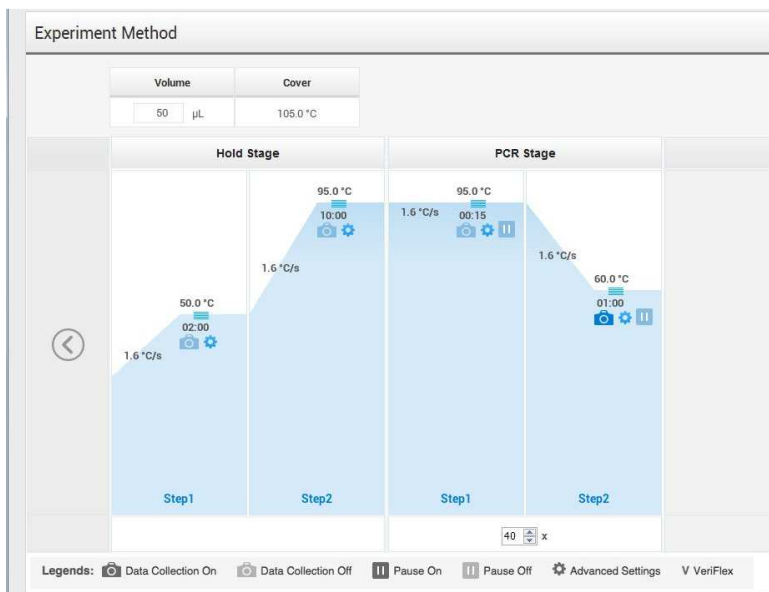 Experiment Method
Volume Cover
50 µL 105.0 °C
Hold Stage PCR Stage
95.0 °C 95.0 °C
10:00 1.6 °C/s 00:15
1.6 °C/s 1.6 °C/s
60.0 °C
50.0 °C 01:00
02:00
1.6 °C/s
Step1 Step2 Step1 Step2
40 x
Legends: Data Collection On Data Collection Off Pause On Pause Off Advanced Settings V VeriFlex